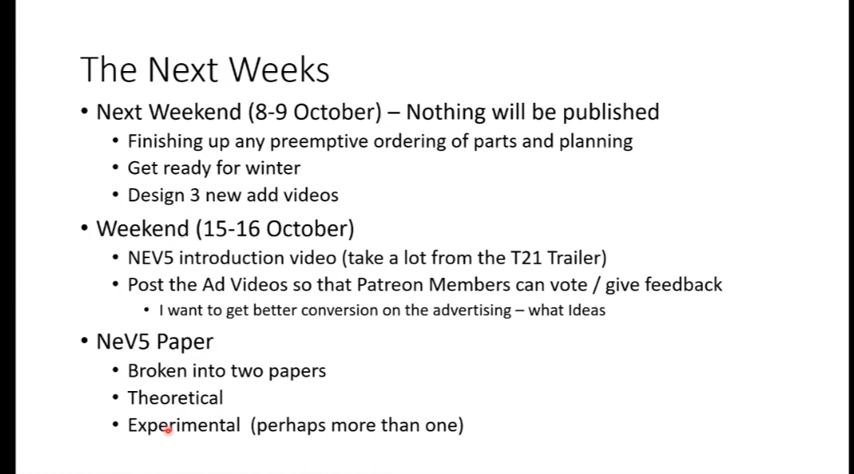 The Next Weeks
• Next Weekend (8-9 October) – Nothing will be published
• Finishing up any preemptive ordering of parts and planning
• Get ready for winter
• Design 3 new add videos
• Weekend (15-16 October)
• NEV5 introduction video (take a lot from the T21 Trailer)
• Post the Ad Videos so that Patreon Members can vote / give feedback
• I want to get better conversion on the advertising – what Ideas
• NeV5 Paper
• Broken into two papers
• Theoretical
• Experimental (perhaps more than one)